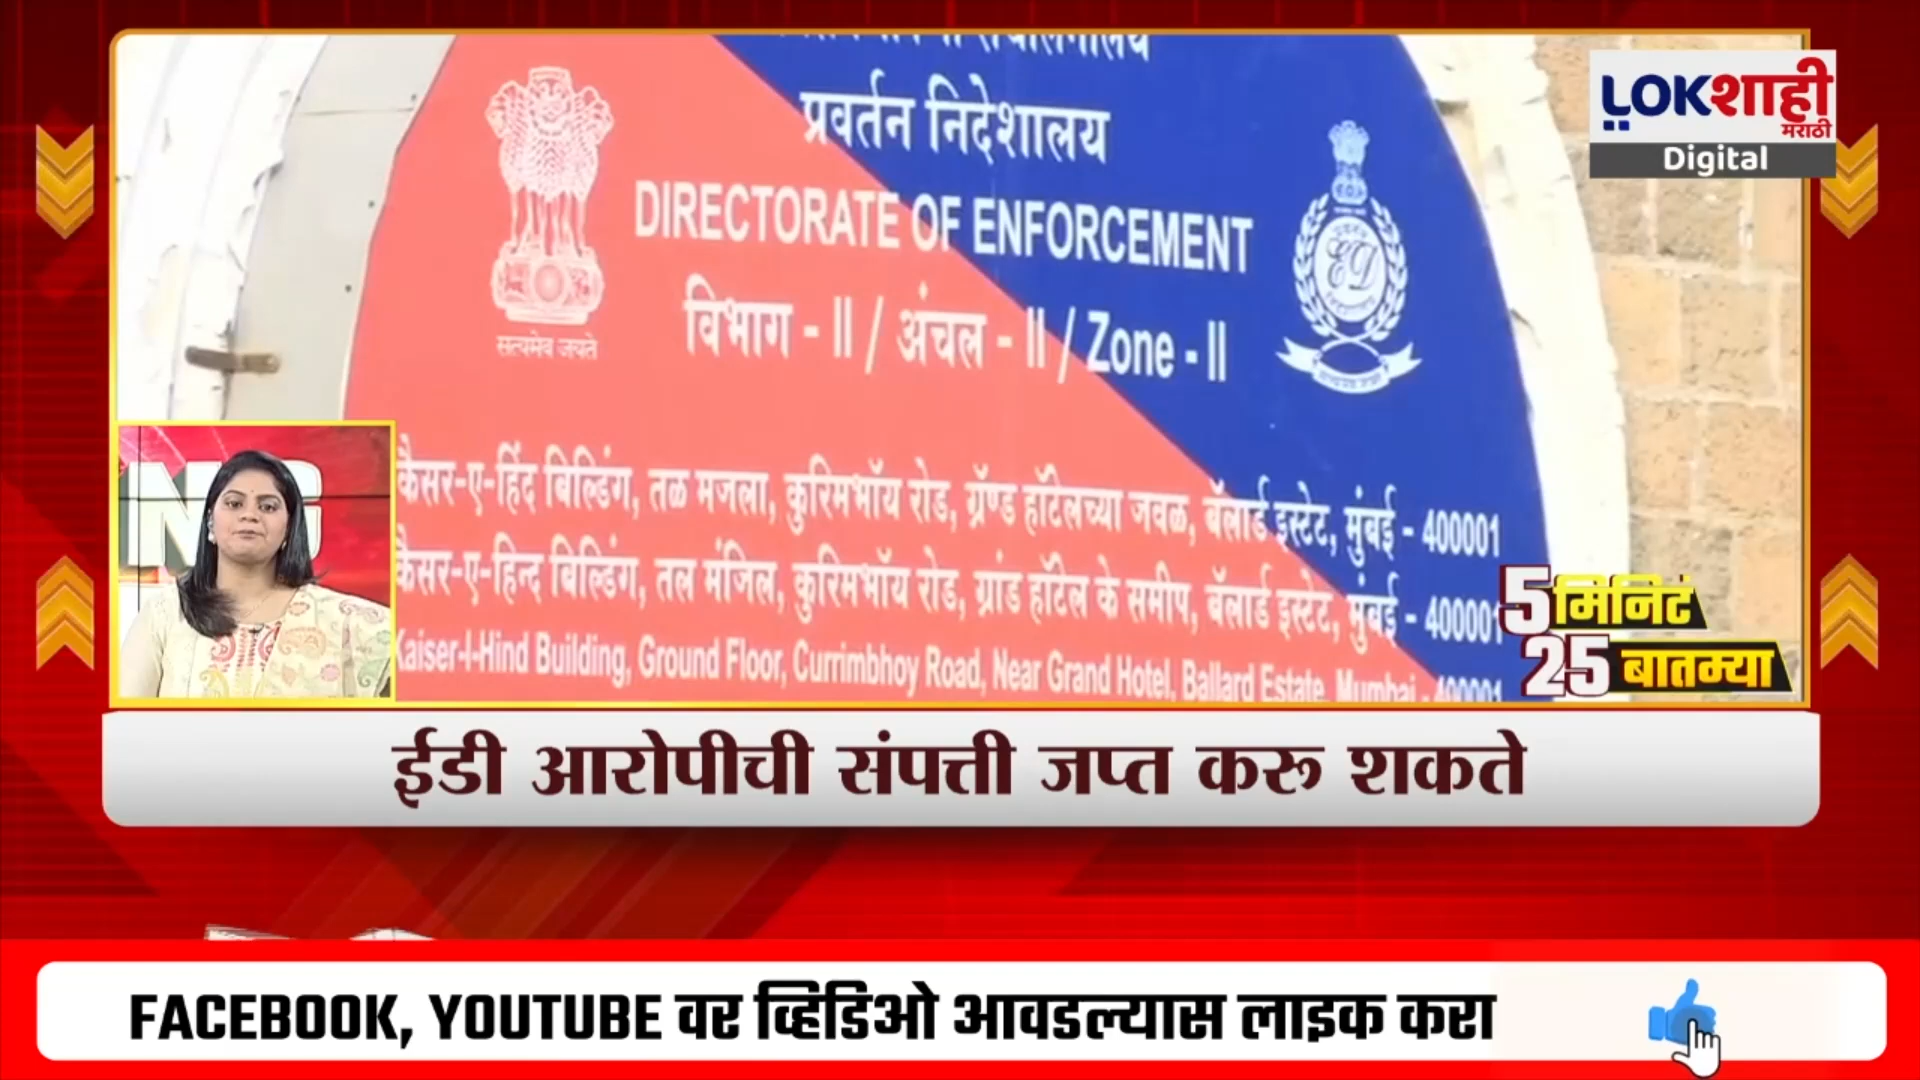 प्रवर्तन निदेशालय
DIRECTORATE OF ENFORCEMENT
विभाग - II / अंचल - II / Zone - II
सत्यमेव जयते
कैसर-ए-हिंद बिल्डिंग, तळ मजला, कुरिमभॉय रोड, ग्रॅण्ड हॉटेलच्या जवळ, बॅलार्ड इस्टेट, मुंबई - 400001
कैसर-ए-हिन्द बिल्डिंग, तल मंजिल, कुरिमभॉय रोड, ग्रांड हॉटेल के समीप, बॅलार्ड इस्टेट, मुंबई - 400001
Kaiser-I-Hind Building, Ground Floor, Currimbhoy Road, Near Grand Hotel, Ballard Estate, Mumbai - 400001
LOKशाही
मराठी
Digital
5 मिनिटं
25 बातम्या
ईडी आरोपीची संपत्ती जप्त करू शकते
FACEBOOK, YOUTUBE वर व्हिडिओ आवडल्यास लाइक करा